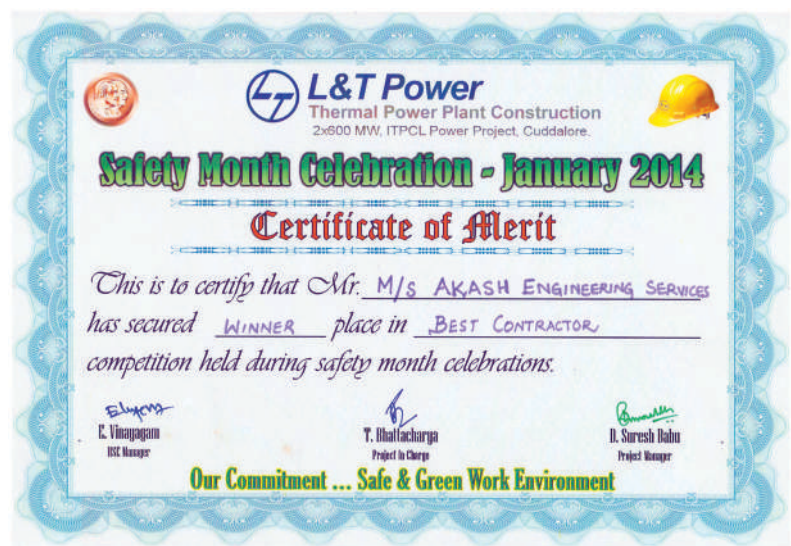 L&T Power
Thermal Power Plant Construction
2x600 MW, ITPCL Power Project, Cuddalore.
Safety Month Celebration - January 2014
Certificate of Merit
This is to certify that Mr. M/S AKASH ENGINEERING SERVICES
has secured WINNER place in BEST CONTRACTOR
competition held during safety month celebrations.
E. Vinayagam
T. Bhattacharya
D. Suresh Babu
HSE Manager
Project In Charge
Project Manager
Our Commitment ... Safe & Green Work Environment